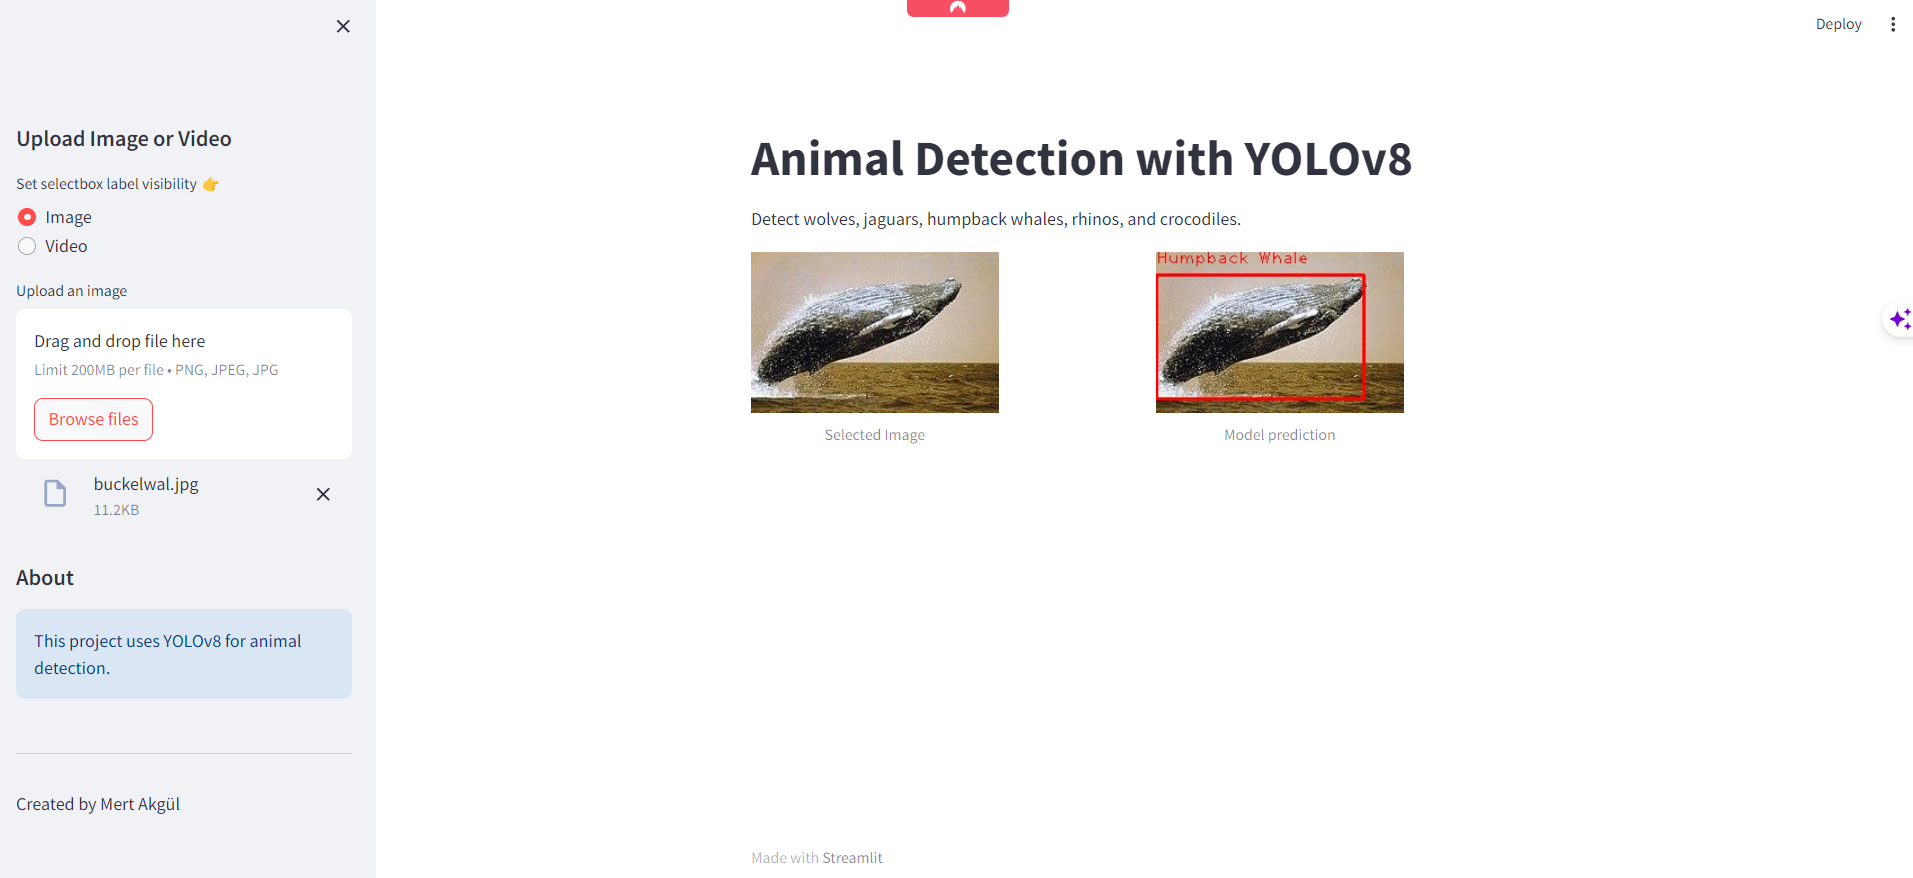 Deploy
Upload Image or Video
Set selectbox label visibility 👉
Image
Video
Upload an image
Drag and drop file here
Limit 200MB per file • PNG, JPEG, JPG
Browse files
buckelwal.jpg
11.2KB
About
This project uses YOLOv8 for animal
detection.
Created by Mert Akgül
Animal Detection with YOLOv8
Detect wolves, jaguars, humpback whales, rhinos, and crocodiles.
Humpback Whale
Selected Image
Model prediction
Made with Streamlit